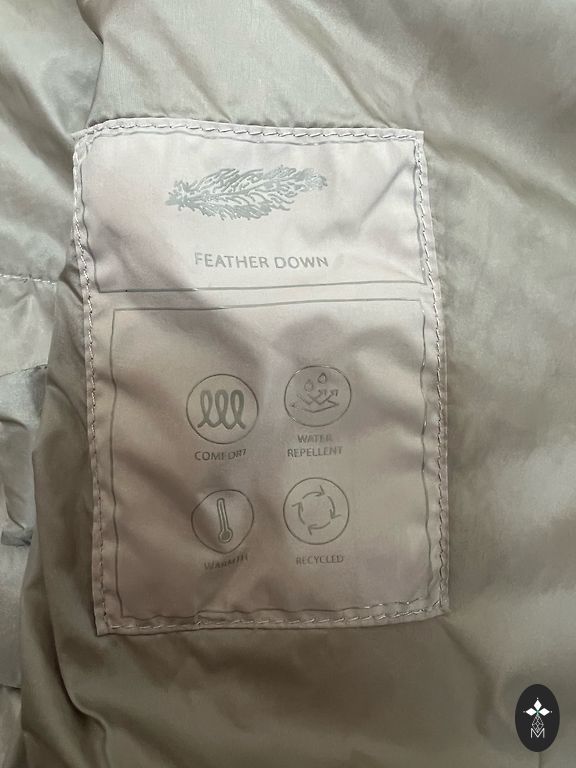 FEATHER DOWN
COMFORT
WATER
REPELLENT
WARMTH
RECYCLED
M